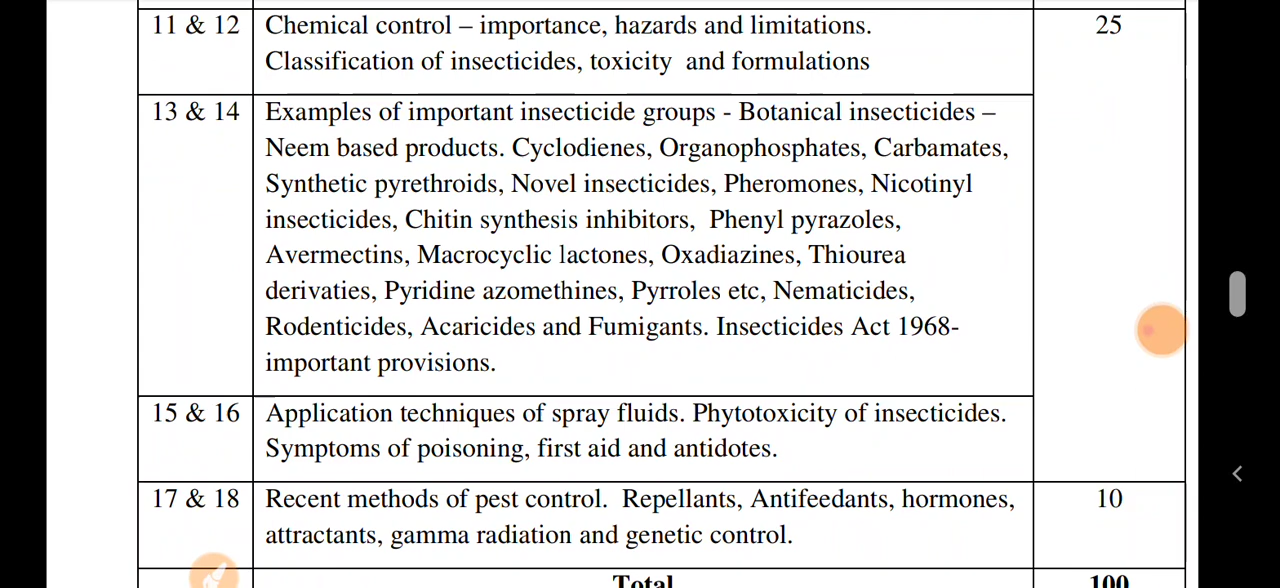 11 & 12 Chemical control – importance, hazards and limitations. 25
Classification of insecticides, toxicity and formulations
13 & 14 Examples of important insecticide groups - Botanical insecticides –
Neem based products. Cyclodienes, Organophosphates, Carbamates,
Synthetic pyrethroids, Novel insecticides, Pheromones, Nicotinyl
insecticides, Chitin synthesis inhibitors, Phenyl pyrazoles,
Avermectins, Macrocyclic lactones, Oxadiazines, Thiourea
derivaties, Pyridine azomethines, Pyrroles etc, Nematicides,
Rodenticides, Acaricides and Fumigants. Insecticides Act 1968-
important provisions.
15 & 16 Application techniques of spray fluids. Phytotoxicity of insecticides.
Symptoms of poisoning, first aid and antidotes.
17 & 18 Recent methods of pest control. Repellants, Antifeedants, hormones, 10
attractants, gamma radiation and genetic control.
Total 100